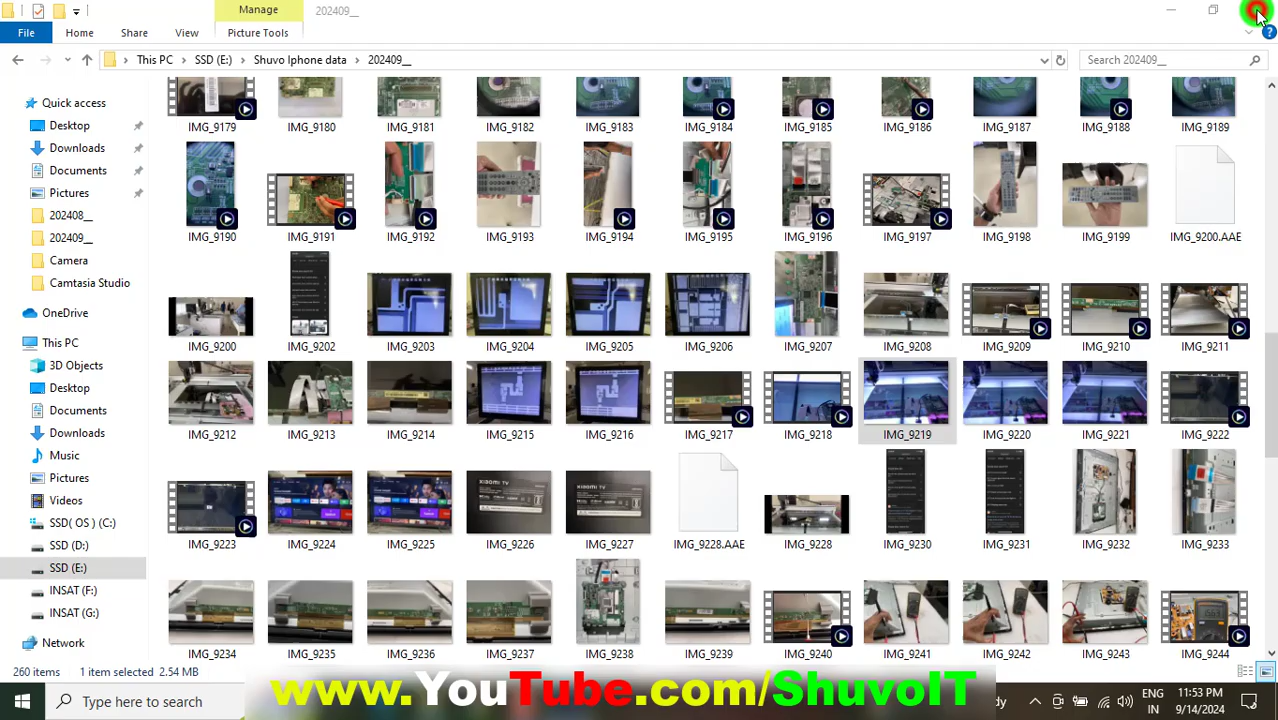 Manage
202409__
File
Home
Share
View
Picture Tools
This PC
SSD (E:)
Shuvo Iphone data
202409__
Search 202409__
Quick access
Desktop
Downloads
Documents
Pictures
202408__
202409__
Camera
Camtasia Studio
OneDrive
This PC
3D Objects
Desktop
Documents
Downloads
Music
Pictures
Videos
SSD( OS ) (C:)
SSD (D:)
SSD (E:)
INSAT (F:)
INSAT (G:)
Network
IMG_9179 IMG_9180 IMG_9181 IMG_9182 IMG_9183 IMG_9184 IMG_9185 IMG_9186 IMG_9187 IMG_9188 IMG_9189
IMG_9190 IMG_9191 IMG_9192 IMG_9193 IMG_9194 IMG_9195 IMG_9196 IMG_9197 IMG_9198 IMG_9199 IMG_9200.AAE
IMG_9200 IMG_9202 IMG_9203 IMG_9204 IMG_9205 IMG_9206 IMG_9207 IMG_9208 IMG_9209 IMG_9210 IMG_9211
IMG_9212 IMG_9213 IMG_9214 IMG_9215 IMG_9216 IMG_9217 IMG_9218 IMG_9219 IMG_9220 IMG_9221 IMG_9222
XIAOMI TV XIAOMI TV
IMG_9223 IMG_9224 IMG_9225 IMG_9226 IMG_9227 IMG_9228.AAE IMG_9228 IMG_9230 IMG_9231 IMG_9232 IMG_9233
IMG_9234 IMG_9235 IMG_9236 IMG_9237 IMG_9238 IMG_9239 IMG_9240 IMG_9241 IMG_9242 IMG_9243 IMG_9244
260 items 1 item selected 2.54 MB
www.YouTube.com/ShuvoIT
Type here to search
ENG
IN
11:53 PM
9/14/2024